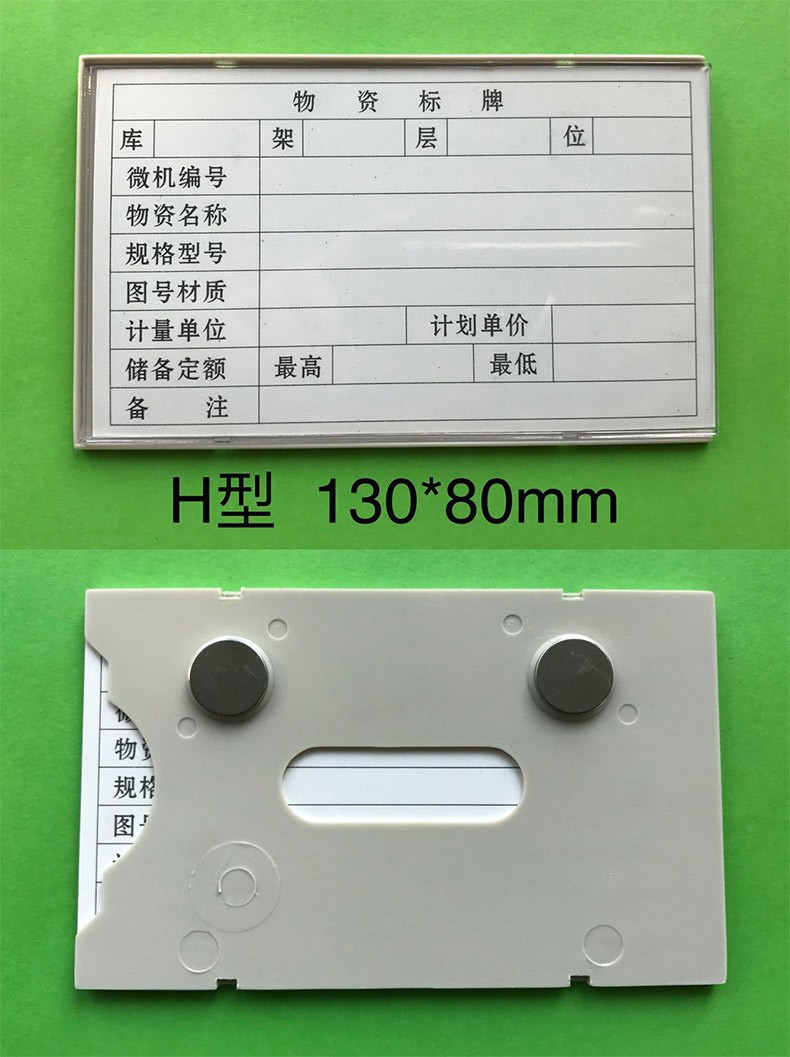 物 资 标 牌
库 架 层 位
微机编号
物资名称
规格型号
图号材质
计量单位 计划单价
储备定额 最高 最低
备 注
H型 130*80mm
物
规
图